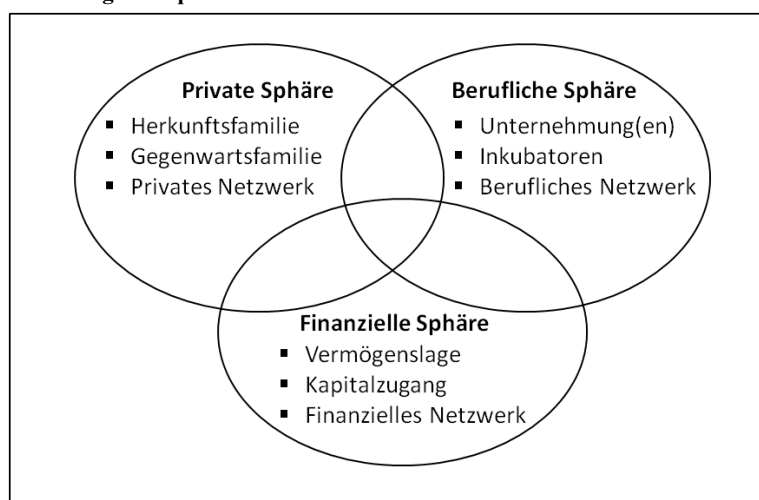 Private Sphäre
▪ Herkunftsfamilie
▪ Gegenwartsfamilie
▪ Privates Netzwerk
Berufliche Sphäre
▪ Unternehmung(en)
▪ Inkubatoren
▪ Berufliches Netzwerk
Finanzielle Sphäre
▪ Vermögenslage
▪ Kapitalzugang
▪ Finanzielles Netzwerk